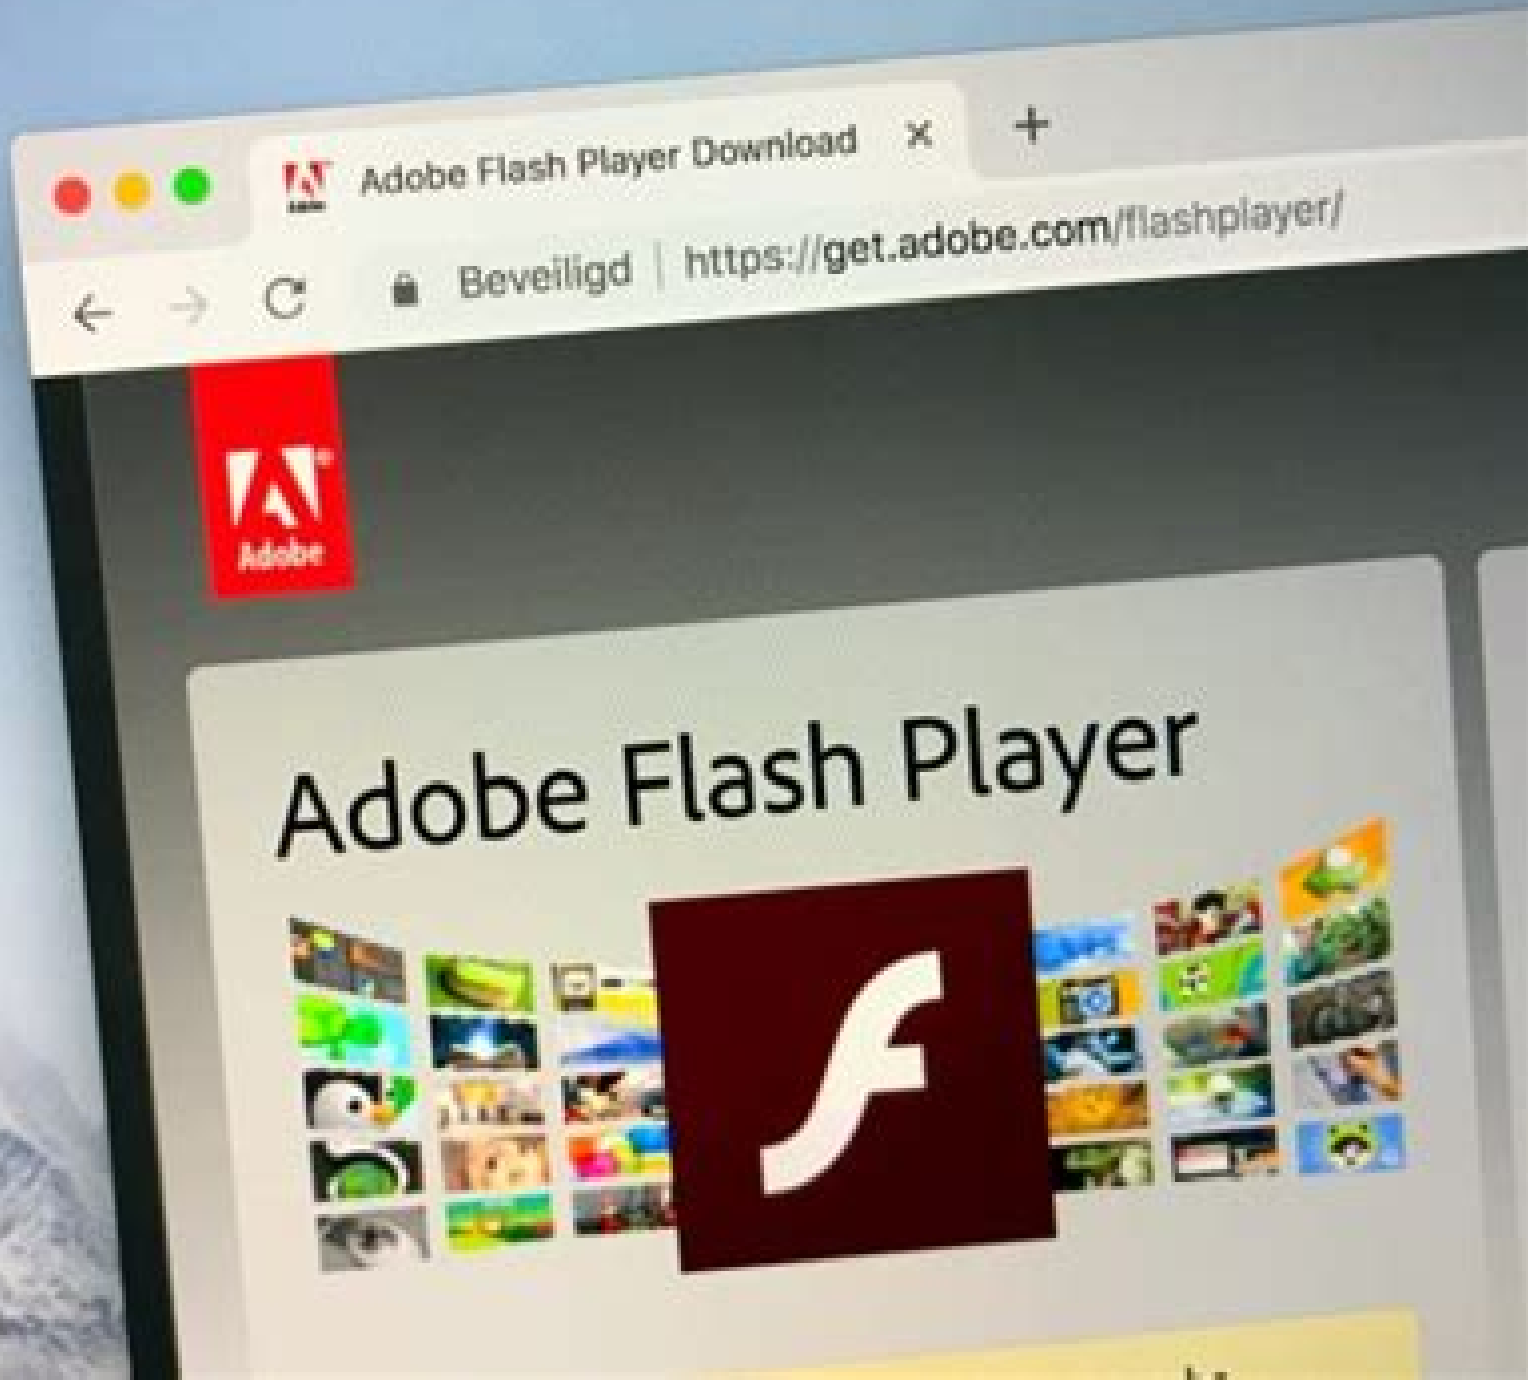 Adobe Flash Player Download
Beveiligd | https://get.adobe.com/flashplayer/
Adobe
Adobe Flash Player